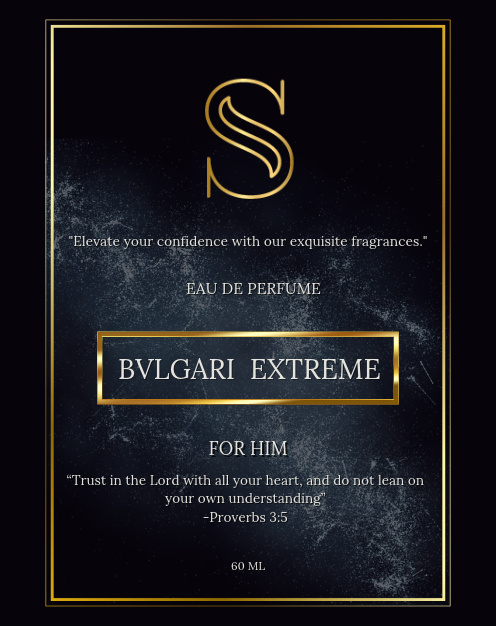 S
"Elevate your confidence with our exquisite fragrances."
EAU DE PERFUME
BVLGARI EXTREME
FOR HIM
“Trust in the Lord with all your heart, and do not lean on
your own understanding”
-Proverbs 3:5
60 ML